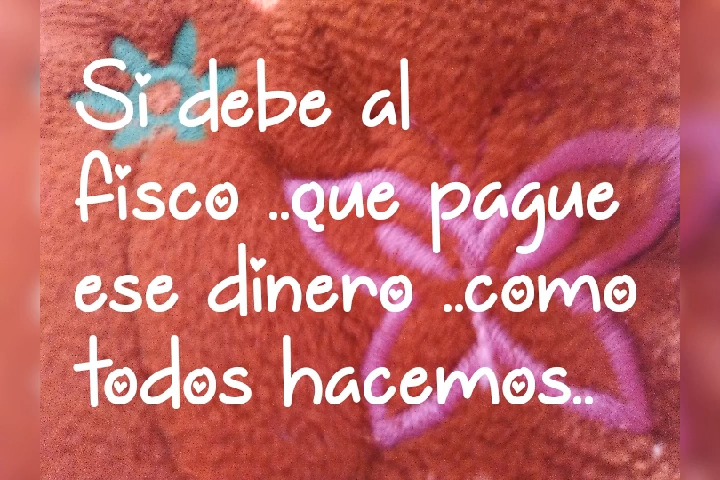 Si debe al
fisco ..que pague
ese dinero ..como
todos hacemos..